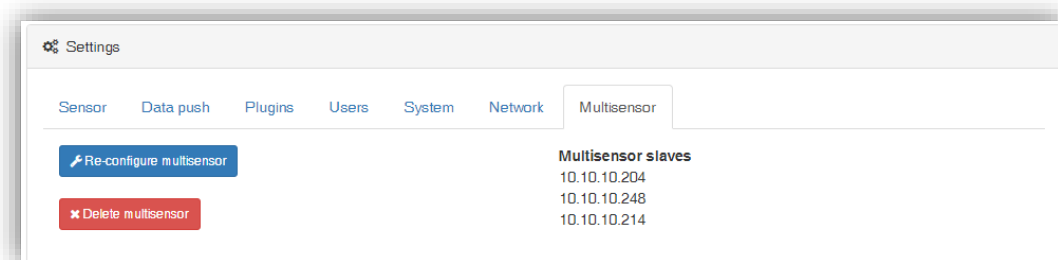 Settings
Sensor Data push Plugins Users System Network Multisensor
Re-configure multisensor
Delete multisensor
Multisensor slaves
10.10.10.204
10.10.10.248
10.10.10.214